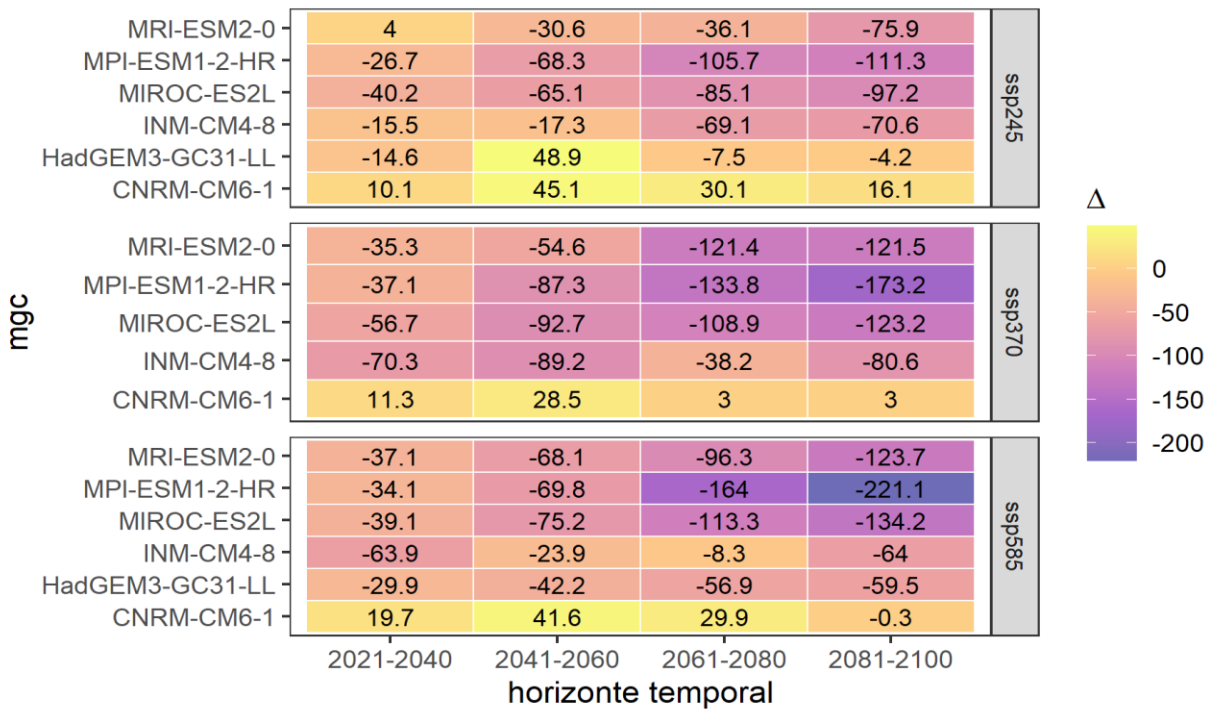 MRI-ESM2-0 4 -30.6 -36.1 -75.9
MPI-ESM1-2-HR -26.7 -68.3 -105.7 -111.3
MIROC-ES2L -40.2 -65.1 -85.1 -97.2
INM-CM4-8 -15.5 -17.3 -69.1 -70.6
HadGEM3-GC31-LL -14.6 48.9 -7.5 -4.2
CNRM-CM6-1 10.1 45.1 30.1 16.1
ssp245
MRI-ESM2-0 -35.3 -54.6 -121.4 -121.5
MPI-ESM1-2-HR -37.1 -87.3 -133.8 -173.2
MIROC-ES2L -56.7 -92.7 -108.9 -123.2
INM-CM4-8 -70.3 -89.2 -38.2 -80.6
CNRM-CM6-1 11.3 28.5 3 3
ssp370
MRI-ESM2-0 -37.1 -68.1 -96.3 -123.7
MPI-ESM1-2-HR -34.1 -69.8 -164 -221.1
MIROC-ES2L -39.1 -75.2 -113.3 -134.2
INM-CM4-8 -63.9 -23.9 -8.3 -64
HadGEM3-GC31-LL -29.9 -42.2 -56.9 -59.5
CNRM-CM6-1 19.7 41.6 29.9 -0.3
ssp585
2021-2040 2041-2060 2061-2080 2081-2100
horizonte temporal
mgc
Δ
0
-50
-100
-150
-200